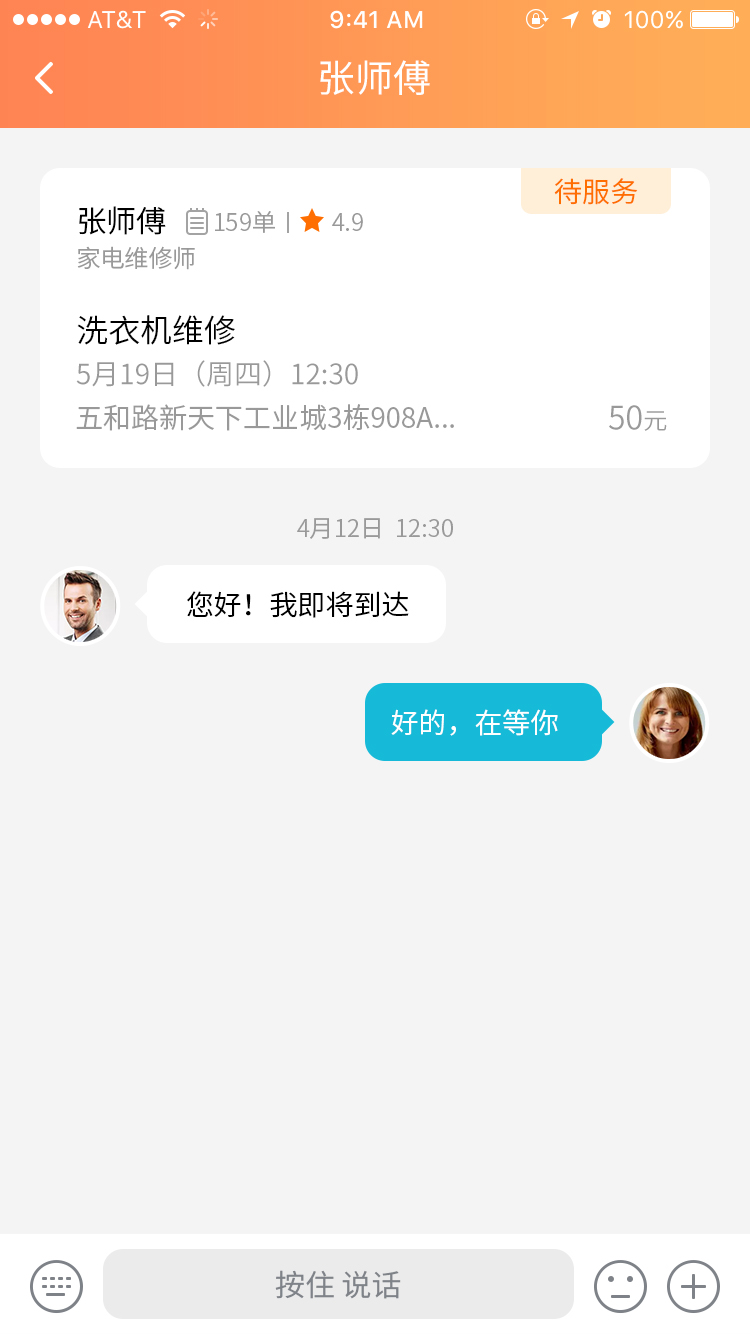 AT&T 9:41 AM 100%
张师傅
待服务
张师傅 159单 | 4.9
家电维修师
洗衣机维修
5月19日（周四）12:30
五和路新天下工业城3栋908A... 50元
4月12日 12:30
您好！我即将到达
好的，在等你
按住 说话